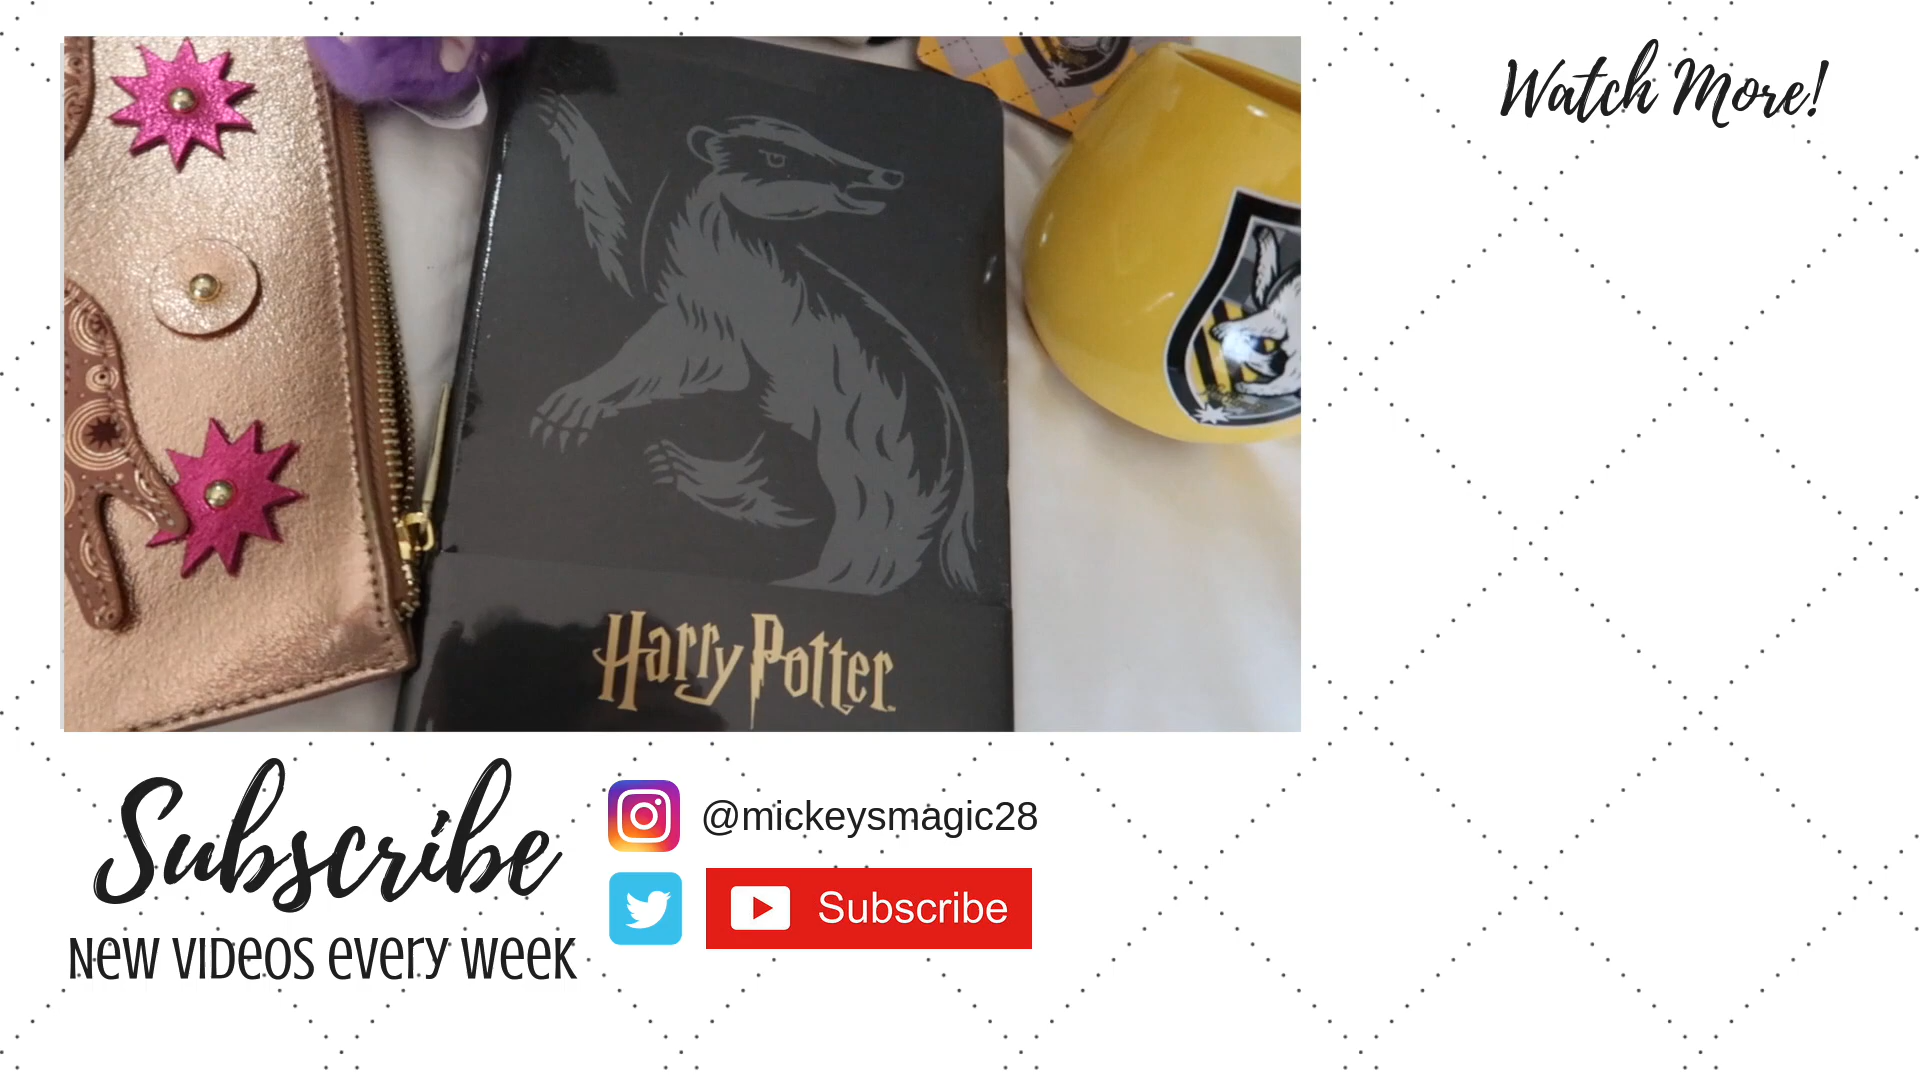 Watch More!
Harry Potter
Subscribe
@mickeysmagic28
Subscribe
New videos every week